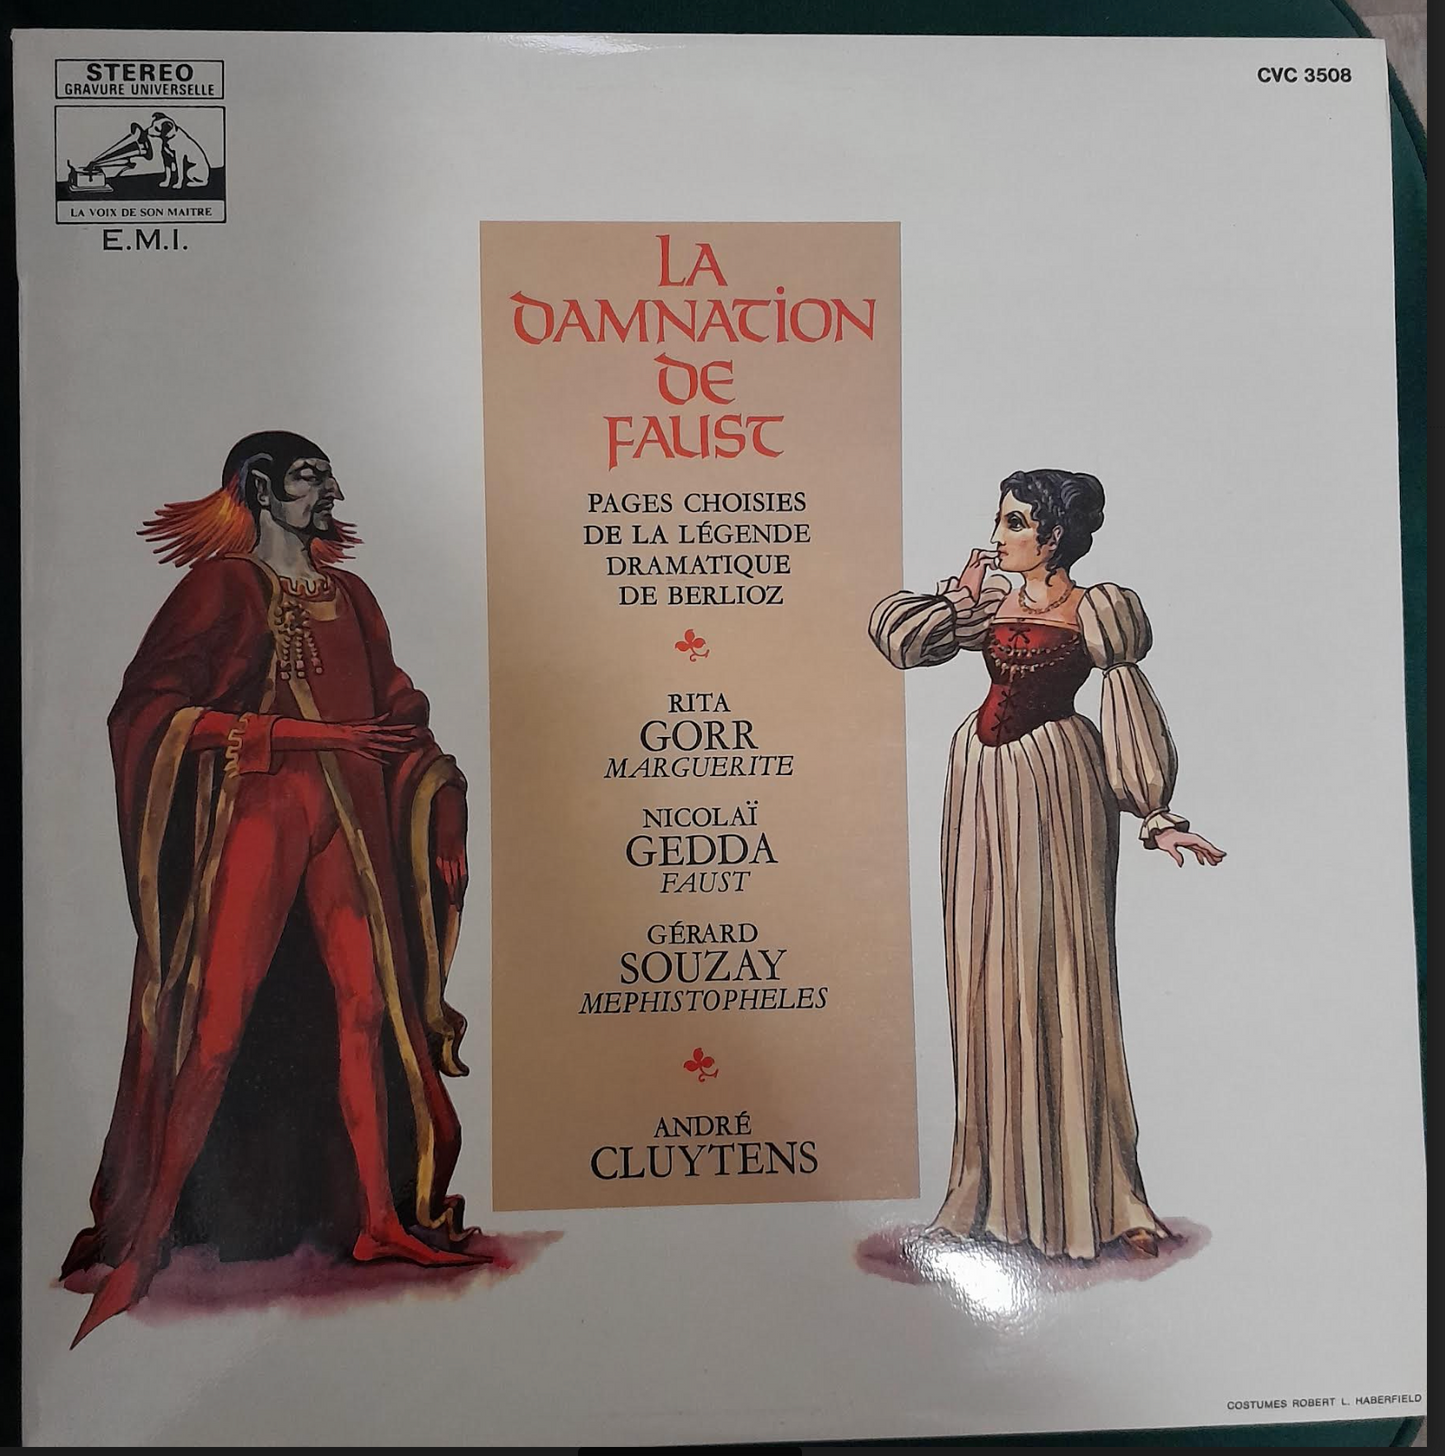 STEREO
GRAVURE UNIVERSELLE
LA VOIX DE SON MAITRE
E.M.I.
CVC 3508
LA
DAMNATION
DE
FAUST
PAGES CHOISIES
DE LA LÉGENDE
DRAMATIQUE
DE BERLIOZ
RITA
GORR
MARGUERITE
NICOLAÏ
GEDDA
FAUST
GÉRARD
SOUZAY
MEPHISTOPHELES
ANDRÉ
CLUYTENS
COSTUMES ROBERT L. HABERFIELD